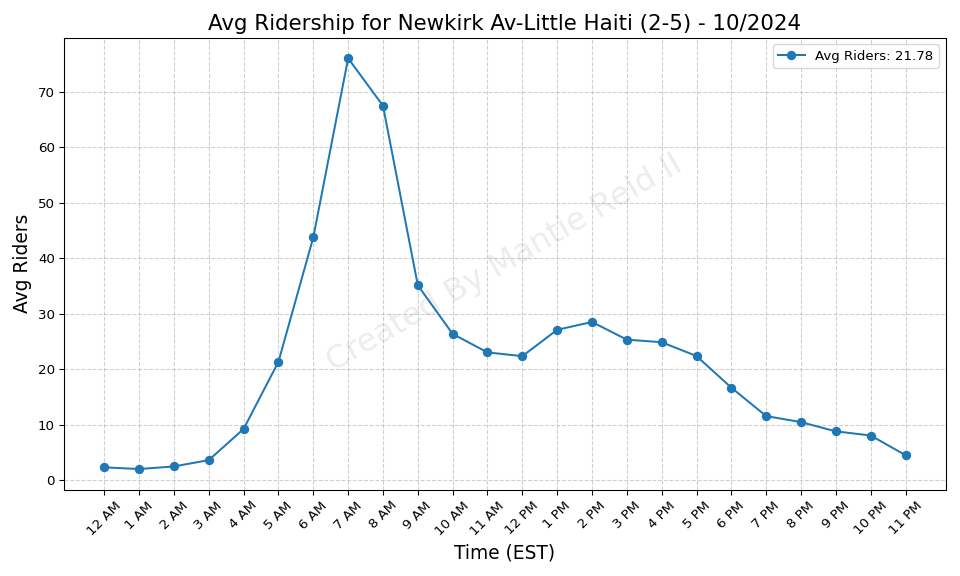 Avg Ridership for Newkirk Av-Little Haiti (2-5) - 10/2024
Avg Riders: 21.78
Avg Riders
70
60
50
40
30
20
10
0
Created By Mantie Reid II
12 AM 1 AM 2 AM 3 AM 4 AM 5 AM 6 AM 7 AM 8 AM 9 AM 10 AM 11 AM 12 PM 1 PM 2 PM 3 PM 4 PM 5 PM 6 PM 7 PM 8 PM 9 PM 10 PM 11 PM
Time (EST)